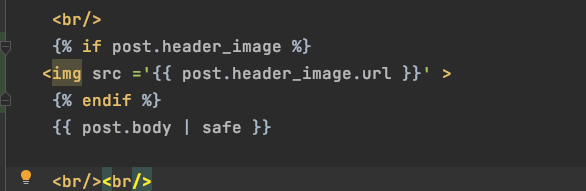 <br/>
{% if post.header_image %}
<img src ='{{ post.header_image.url }}' >
{% endif %}
{{ post.body | safe }}
<br/><br/>